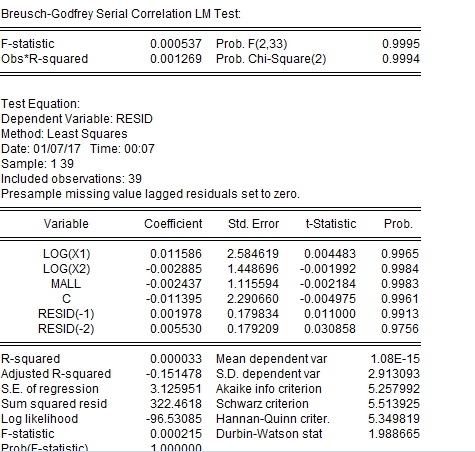 Breusch-Godfrey Serial Correlation LM Test:
F-statistic 0.000537 Prob. F(2,33) 0.9995
Obs*R-squared 0.001269 Prob. Chi-Square(2) 0.9994
Test Equation:
Dependent Variable: RESID
Method: Least Squares
Date: 01/07/17 Time: 00:07
Sample: 1 39
Included observations: 39
Presample missing value lagged residuals set to zero.
Variable Coefficient Std. Error t-Statistic Prob.
LOG(X1) 0.011586 2.584619 0.004483 0.9965
LOG(X2) -0.002885 1.448696 -0.001992 0.9984
MALL -0.002437 1.115594 -0.002184 0.9983
C -0.011395 2.290660 -0.004975 0.9961
RESID(-1) 0.001978 0.179834 0.011000 0.9913
RESID(-2) 0.005530 0.179209 0.030858 0.9756
R-squared 0.000033 Mean dependent var 1.08E-15
Adjusted R-squared -0.151478 S.D. dependent var 2.913093
S.E. of regression 3.125951 Akaike info criterion 5.257992
Sum squared resid 322.4618 Schwarz criterion 5.513925
Log likelihood -96.53085 Hannan-Quinn criter. 5.349819
F-statistic 0.000215 Durbin-Watson stat 1.988665
Prob(F-statistic) 1.000000